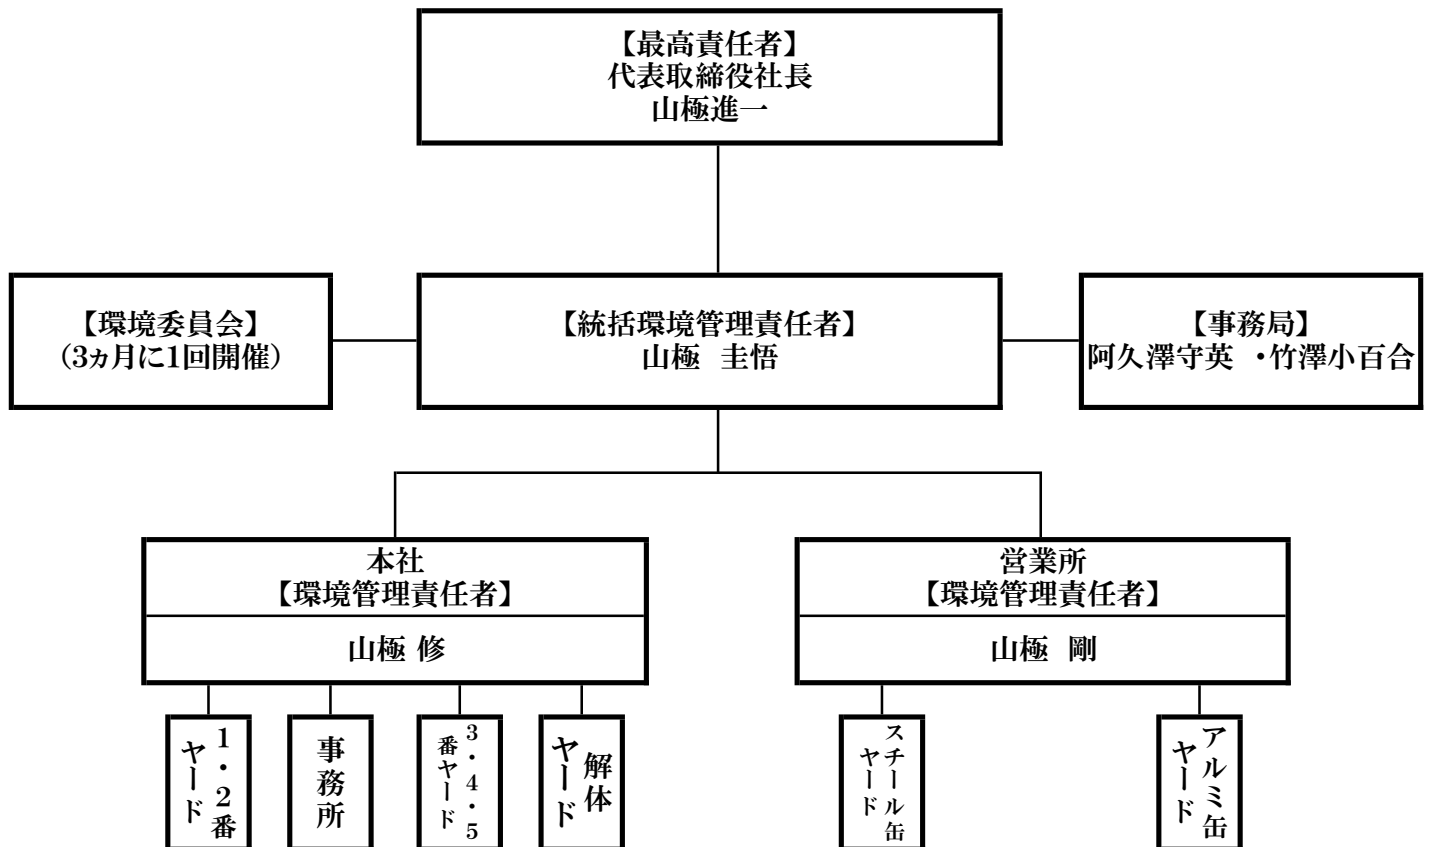 【最高責任者】
代表取締役社長
山極進一
【環境委員会】
（3ヵ月に1回開催）
【統括環境管理責任者】
山極 圭悟
【事務局】
阿久澤守英 ・竹澤小百合
本社
【環境管理責任者】
山極 修
営業所
【環境管理責任者】
山極 剛
1・2番
ヤード
事務所
3・4・5
番ヤード
解体
ヤード
スチール缶
ヤード
アルミ缶
ヤード